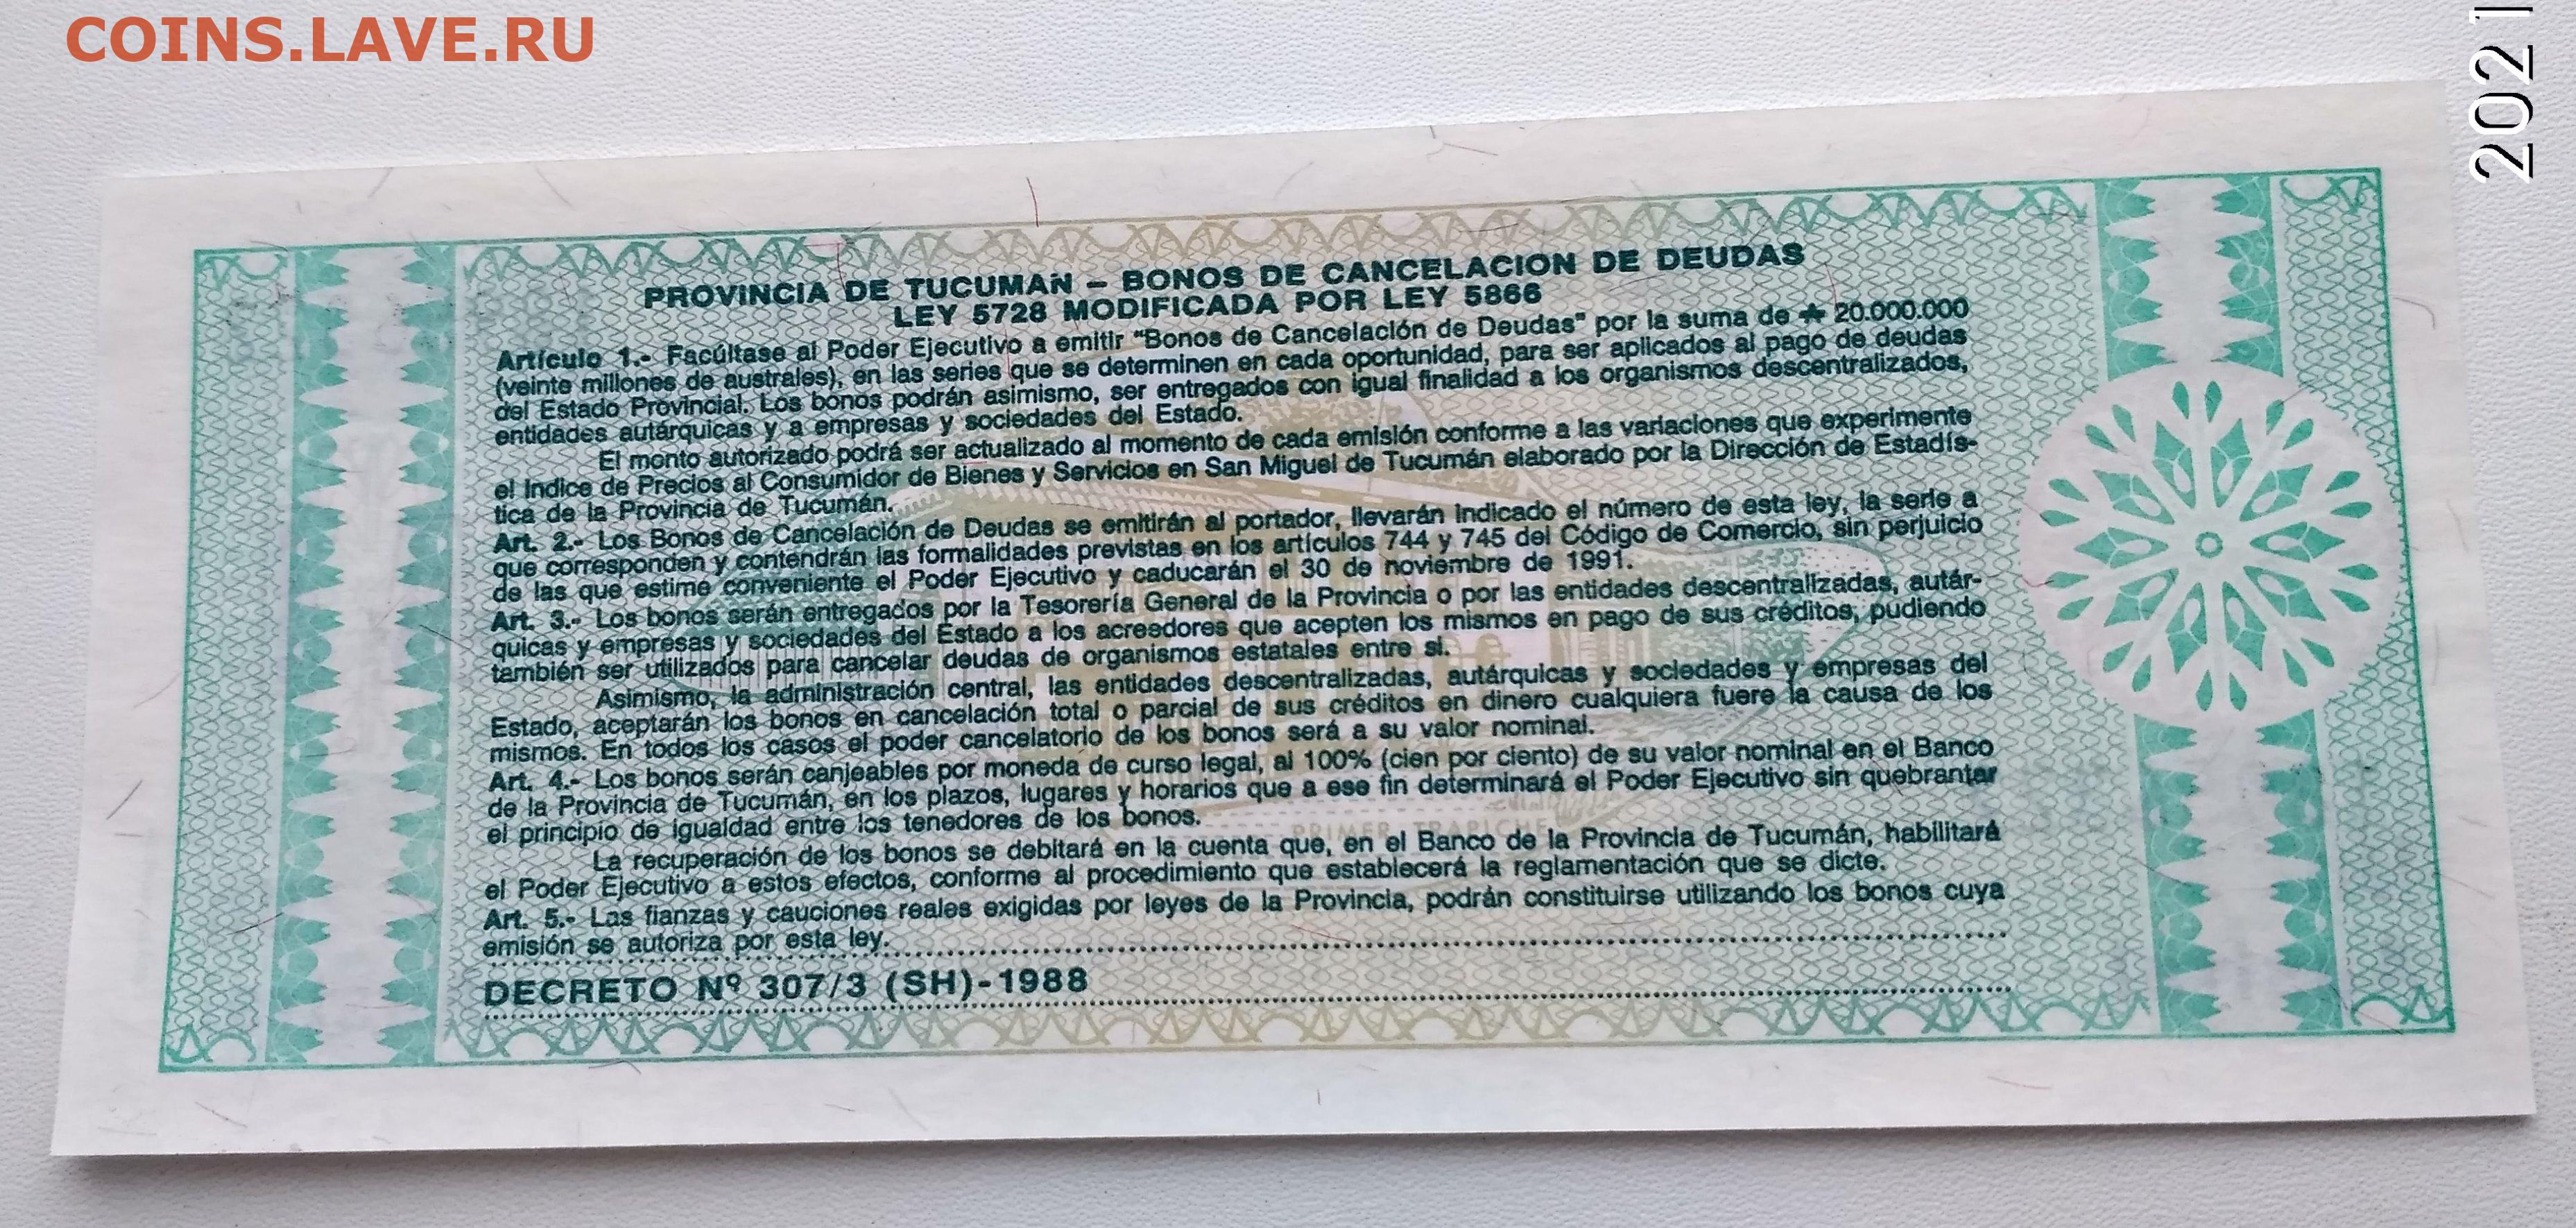 COINS.LAVE.RU
2021
PROVINCIA DE TUCUMAN – BONOS DE CANCELACION DE DEUDAS
LEY 5728 MODIFICADA POR LEY 5866
Artículo 1.- Facúltase al Poder Ejecutivo a emitir "Bonos de Cancelación de Deudas" por la suma de ₳ 20.000.000
(veinte millones de australes), en las series que se determinen en cada oportunidad, para ser aplicados al pago de deudas
del Estado Provincial. Los bonos podrán asimismo, ser entregados con igual finalidad a los organismos descentralizados,
entidades autárquicas y a empresas y sociedades del Estado.
El monto autorizado podrá ser actualizado al momento de cada emisión conforme a las variaciones que experimente
el Indice de Precios al Consumidor de Bienes y Servicios en San Miguel de Tucumán elaborado por la Dirección de Estadís-
tica de la Provincia de Tucumán.
Art. 2.- Los Bonos de Cancelación de Deudas se emitirán al portador, llevarán indicado el número de esta ley, la serie a
que corresponden y contendrán las formalidades previstas en los artículos 744 y 745 del Código de Comercio, sin perjuicio
de las que estime conveniente el Poder Ejecutivo y caducarán el 30 de noviembre de 1991.
Art. 3.- Los bonos serán entregados por la Tesorería General de la Provincia o por las entidades descentralizadas, autár-
quicas y empresas y sociedades del Estado a los acreedores que acepten los mismos en pago de sus créditos, pudiendo
también ser utilizados para cancelar deudas de organismos estatales entre sí.
Asimismo, la administración central, las entidades descentralizadas, autárquicas y sociedades y empresas del
Estado, aceptarán los bonos en cancelación total o parcial de sus créditos en dinero cualquiera fuere la causa de los
mismos. En todos los casos el poder cancelatorio de los bonos será a su valor nominal.
Art. 4.- Los bonos serán canjeables por moneda de curso legal, al 100% (cien por ciento) de su valor nominal en el Banco
de la Provincia de Tucumán, en los plazos, lugares y horarios que a ese fin determinará el Poder Ejecutivo sin quebrantar
el principio de igualdad entre los tenedores de los bonos.
PRIMER TRAPICHE
La recuperación de los bonos se debitará en la cuenta que, en el Banco de la Provincia de Tucumán, habilitará
el Poder Ejecutivo a estos efectos, conforme al procedimiento que establecerá la reglamentación que se dicte.
Art. 5.- Las fianzas y cauciones reales exigidas por leyes de la Provincia, podrán constituirse utilizando los bonos cuya
emisión se autoriza por esta ley.
DECRETO Nº 307/3 (SH)-1988